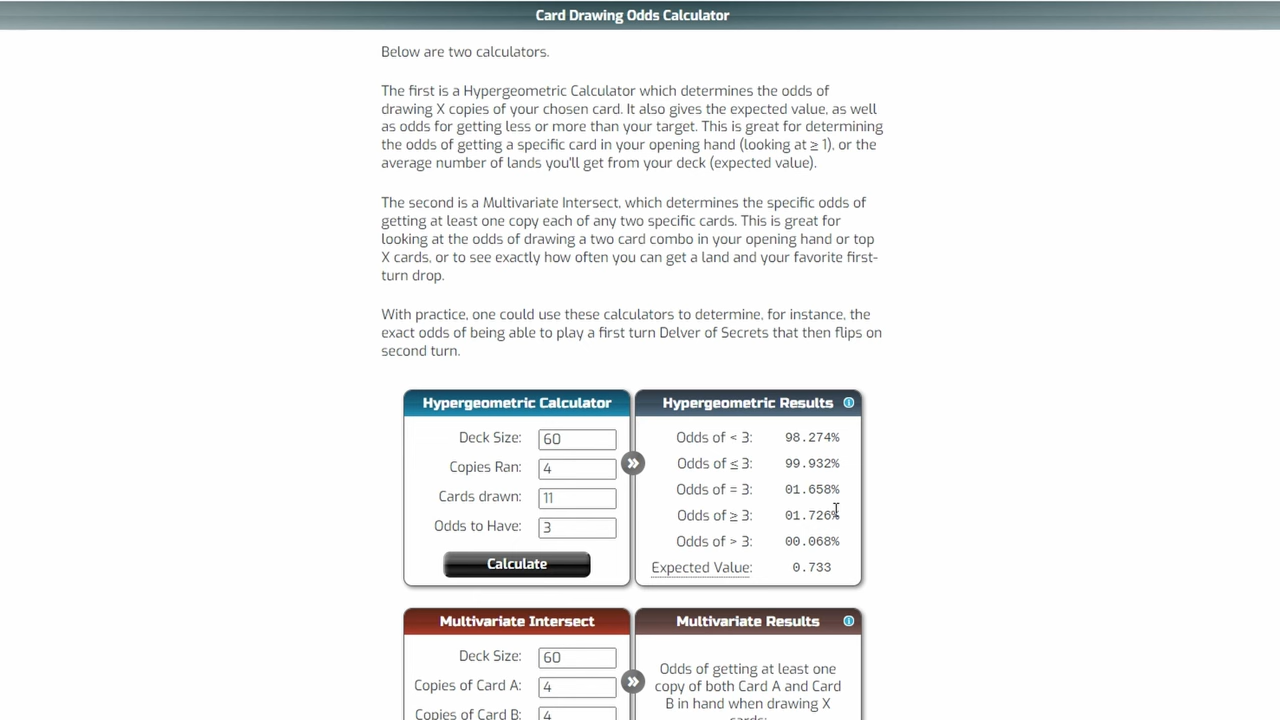 Card Drawing Odds Calculator
Below are two calculators.
The first is a Hypergeometric Calculator which determines the odds of
drawing X copies of your chosen card. It also gives the expected value, as well
as odds for getting less or more than your target. This is great for determining
the odds of getting a specific card in your opening hand (looking at ≥ 1), or the
average number of lands you'll get from your deck (expected value).
The second is a Multivariate Intersect, which determines the specific odds of
getting at least one copy each of any two specific cards. This is great for
looking at the odds of drawing a two card combo in your opening hand or top
X cards, or to see exactly how often you can get a land and your favorite first-
turn drop.
With practice, one could use these calculators to determine, for instance, the
exact odds of being able to play a first turn Delver of Secrets that then flips on
second turn.
Hypergeometric Calculator
Deck Size: 60
Copies Ran: 4
Cards drawn: 11
Odds to Have: 3
Calculate
Hypergeometric Results
Odds of < 3: 98.274%
Odds of ≤ 3: 99.932%
Odds of = 3: 01.658%
Odds of ≥ 3: 01.726%
Odds of > 3: 00.068%
Expected Value: 0.733
Multivariate Intersect
Deck Size: 60
Copies of Card A: 4
Copies of Card B: 4
Multivariate Results
Odds of getting at least one
copy of both Card A and Card
B in hand when drawing X
cards: